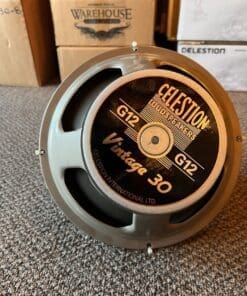 WAREHOUSE
CELESTION
CELESTION
LOUDSPEAKERS
G12
G12
Vintage 30
CELESTION INTERNATIONAL LTD.